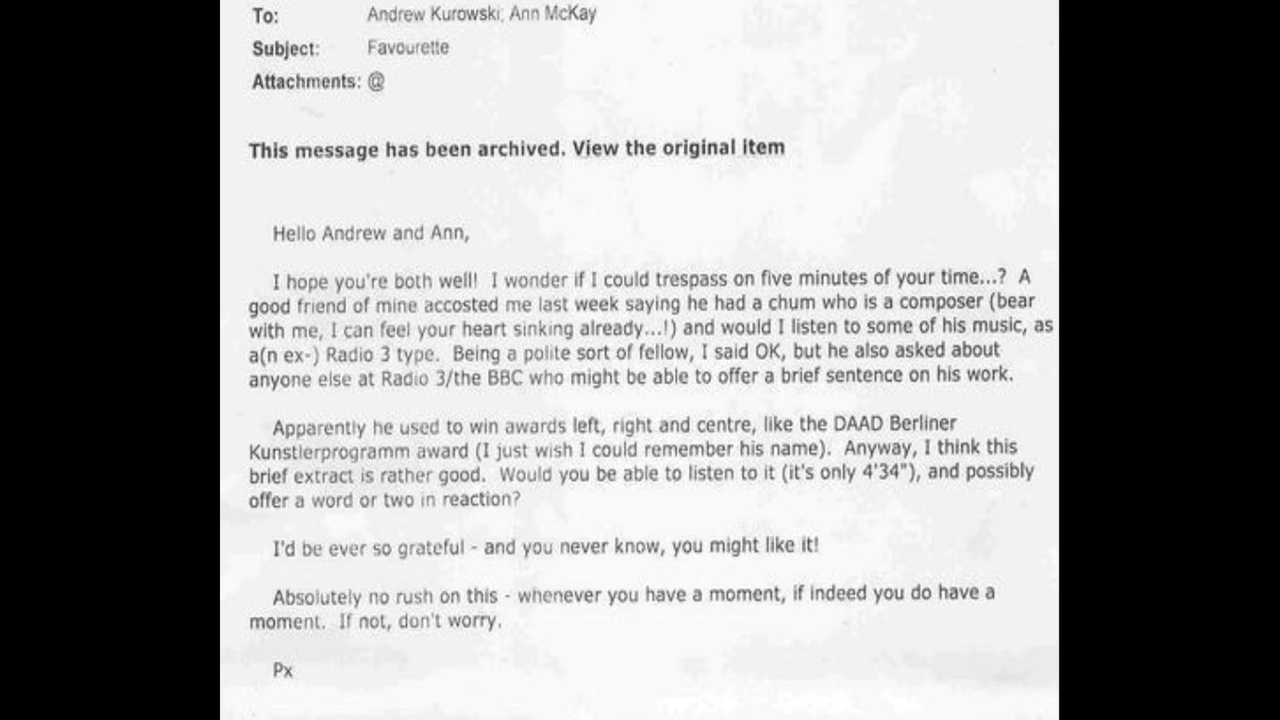 To: Andrew Kurowski; Ann McKay
Subject: Favourette
Attachments: @
This message has been archived. View the original item
Hello Andrew and Ann,
I hope you're both well! I wonder if I could trespass on five minutes of your time...? A
good friend of mine accosted me last week saying he had a chum who is a composer (bear
with me, I can feel your heart sinking already...!) and would I listen to some of his music, as
a(n ex-) Radio 3 type. Being a polite sort of fellow, I said OK, but he also asked about
anyone else at Radio 3/the BBC who might be able to offer a brief sentence on his work.
Apparently he used to win awards left, right and centre, like the DAAD Berliner
Kunstlerprogramm award (I just wish I could remember his name). Anyway, I think this
brief extract is rather good. Would you be able to listen to it (it's only 4'34"), and possibly
offer a word or two in reaction?
I'd be ever so grateful - and you never know, you might like it!
Absolutely no rush on this - whenever you have a moment, if indeed you do have a
moment. If not, don't worry.
Px